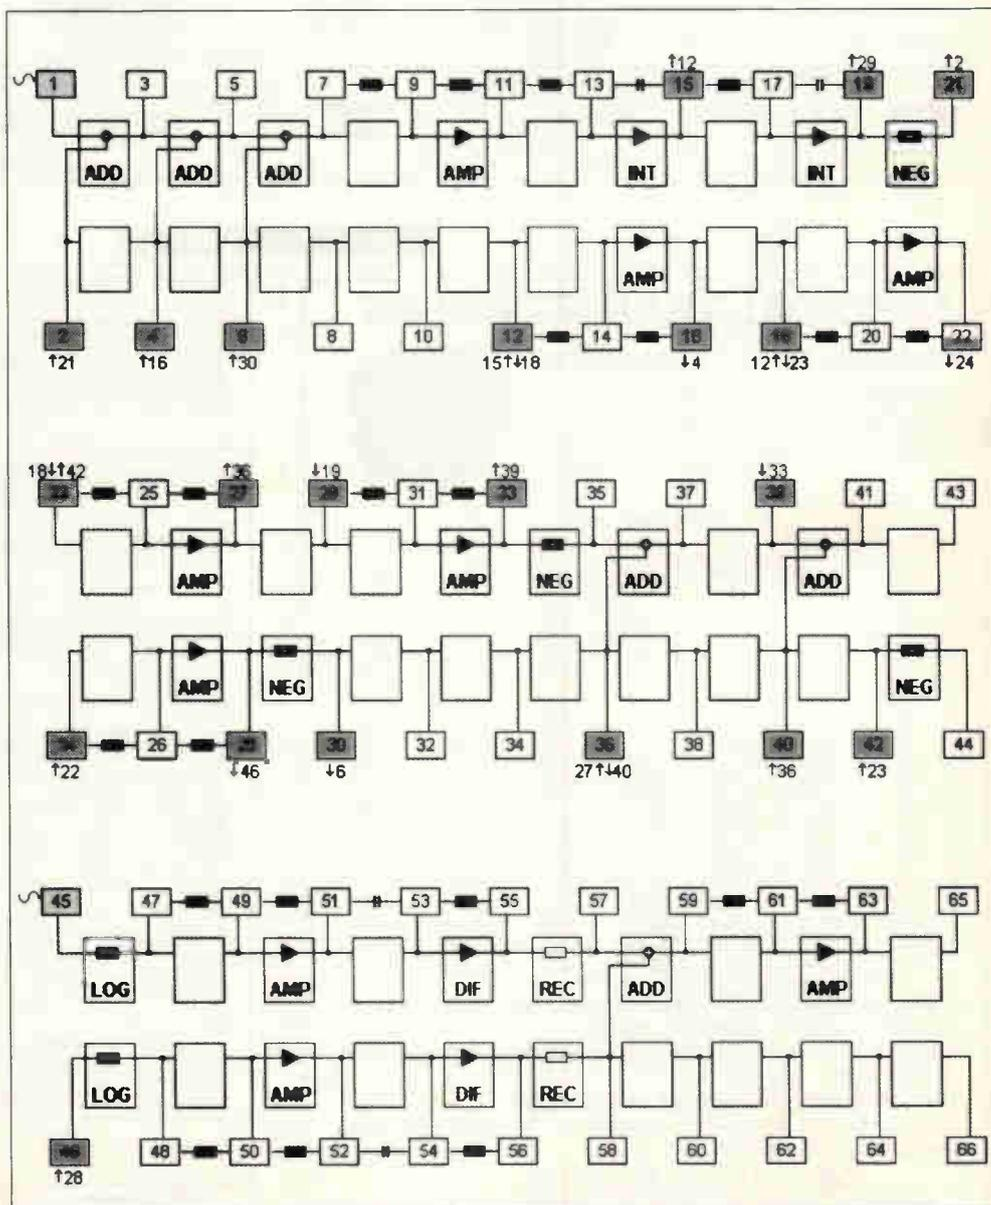 ↑12 ↑29 ↑2
1 3 5 7 9 11 13 15 17 19 21
ADD ADD ADD AMP INT INT NEG
AMP AMP
2 4 6 8 10 12 14 16 18 20 22
↑21 ↑16 ↑30 15↑↓18 ↓4 12↑↓23 ↓24
18↓↑42 ↑36 ↓19 ↑39 ↓33
23 25 27 29 31 33 35 37 39 41 43
AMP AMP NEG ADD ADD
AMP NEG NEG
24 26 28 30 32 34 36 38 40 42 44
↑22 ↓46 ↓6 27↑↓40 ↑36 ↑23
45 47 49 51 53 55 57 59 61 63 65
LOG AMP DIF REC ADD AMP
LOG AMP DIF REC
46 48 50 52 54 56 58 60 62 64 66
↑28